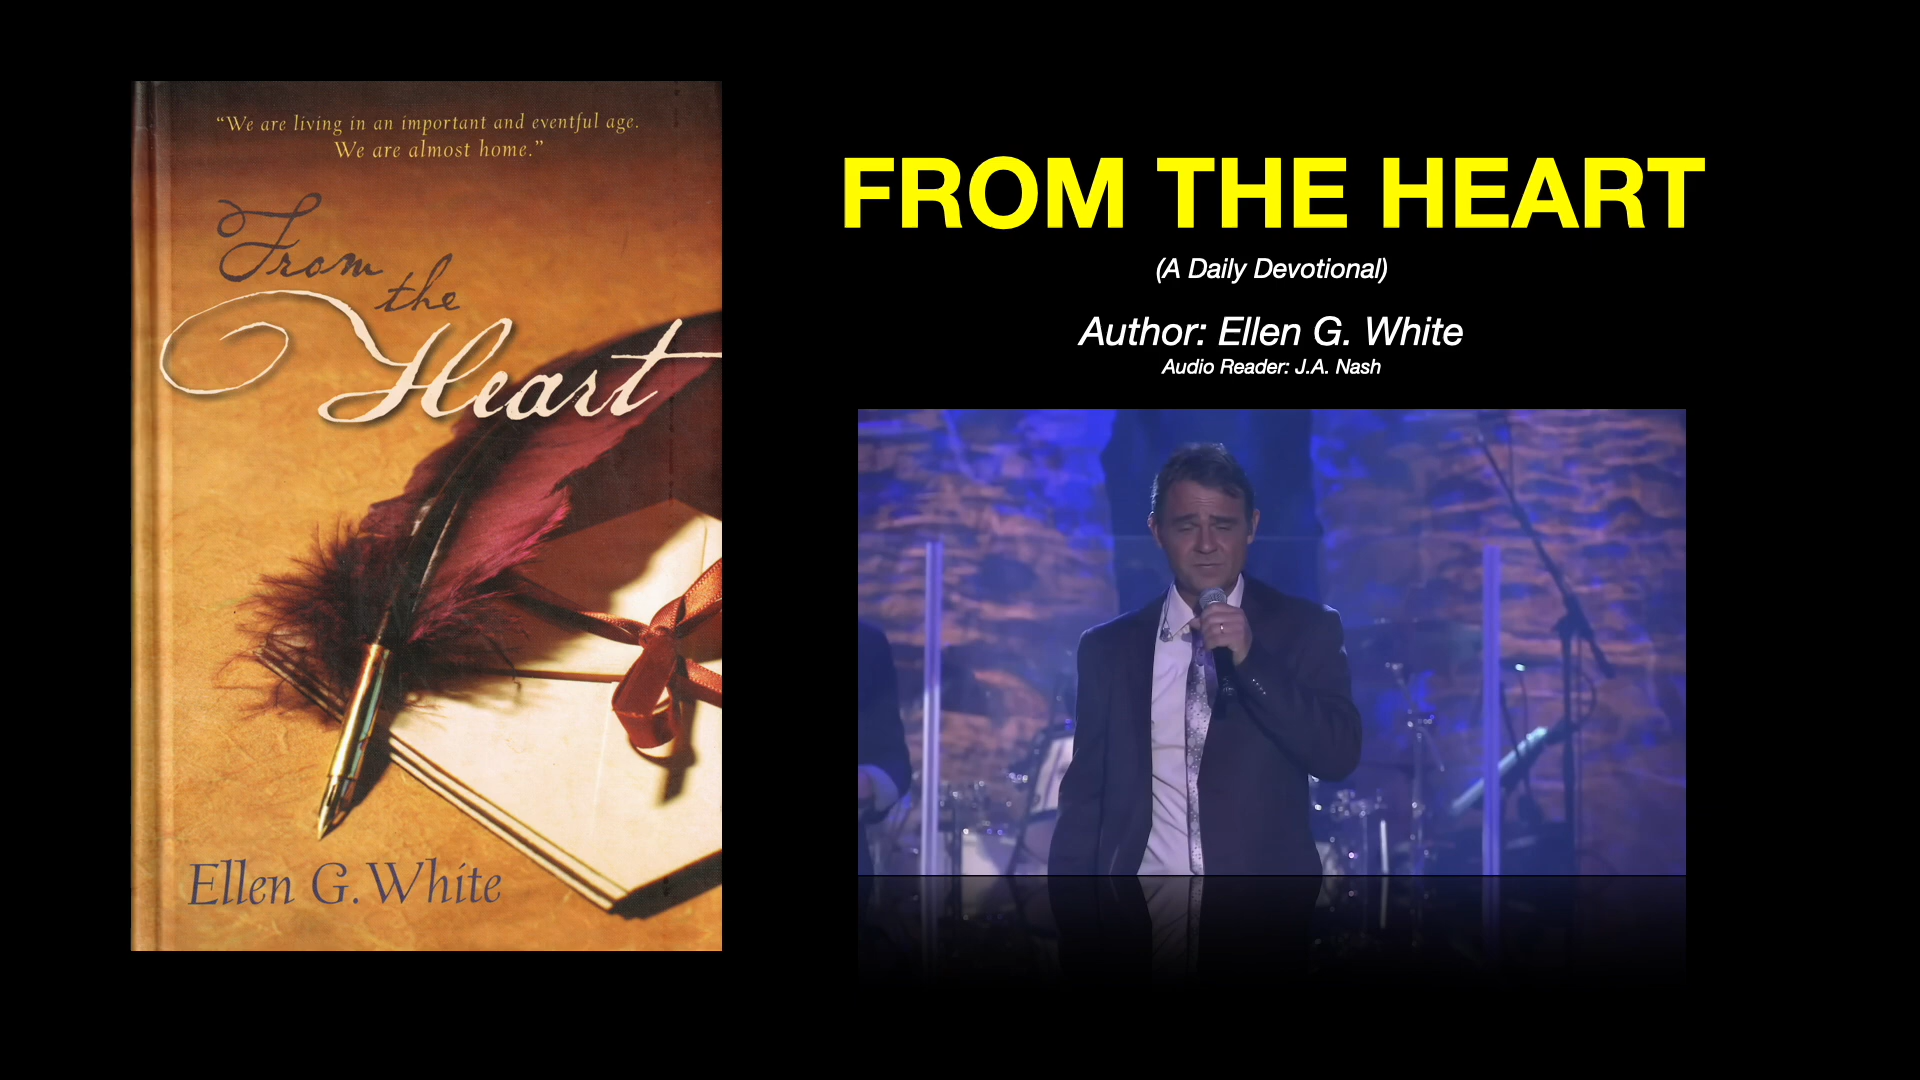 “We are living in an important and eventful age.
We are almost home.”
From
the
Heart
Ellen G. White
FROM THE HEART
(A Daily Devotional)
Author: Ellen G. White
Audio Reader: J.A. Nash